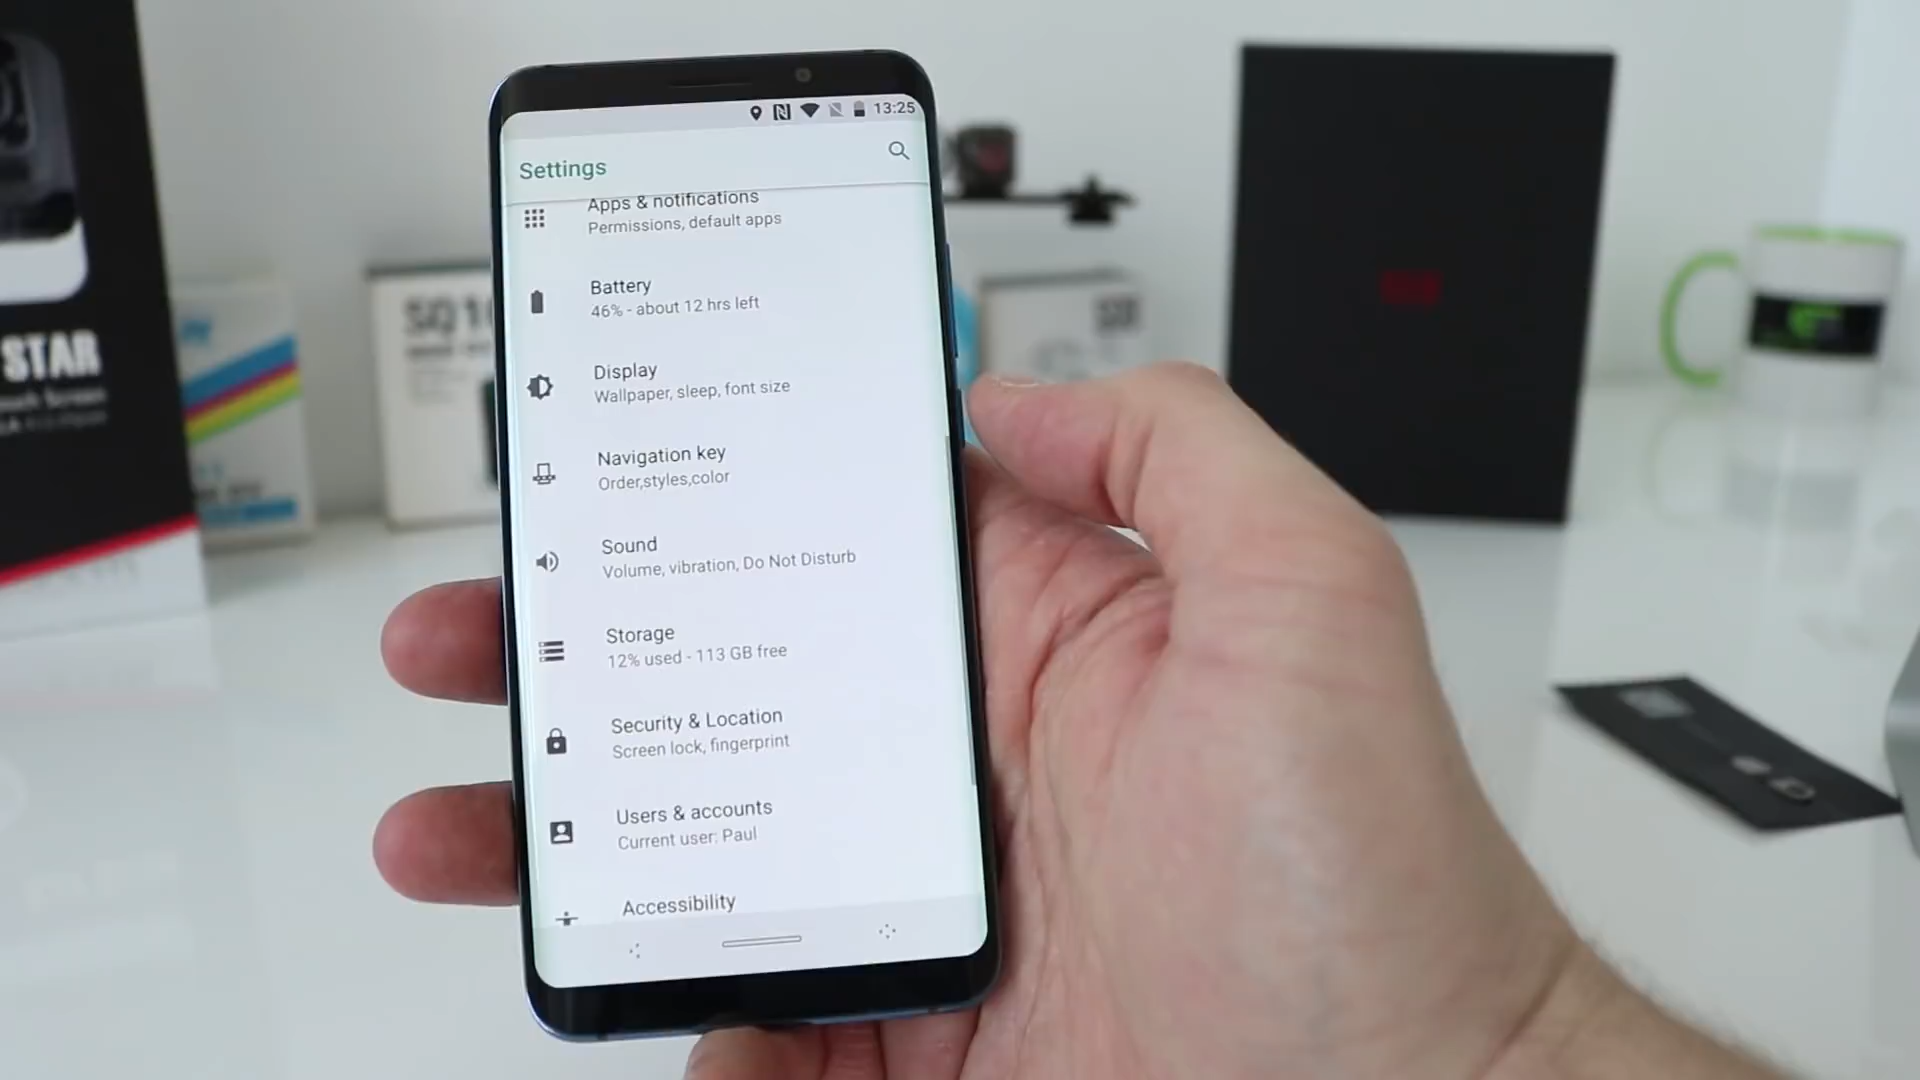 13:25
Settings
Apps & notifications
Permissions, default apps
Battery
46% - about 12 hrs left
Display
Wallpaper, sleep, font size
Navigation key
Order,styles,color
Sound
Volume, vibration, Do Not Disturb
Storage
12% used - 113 GB free
Security & Location
Screen lock, fingerprint
Users & accounts
Current user: Paul
Accessibility
STAR